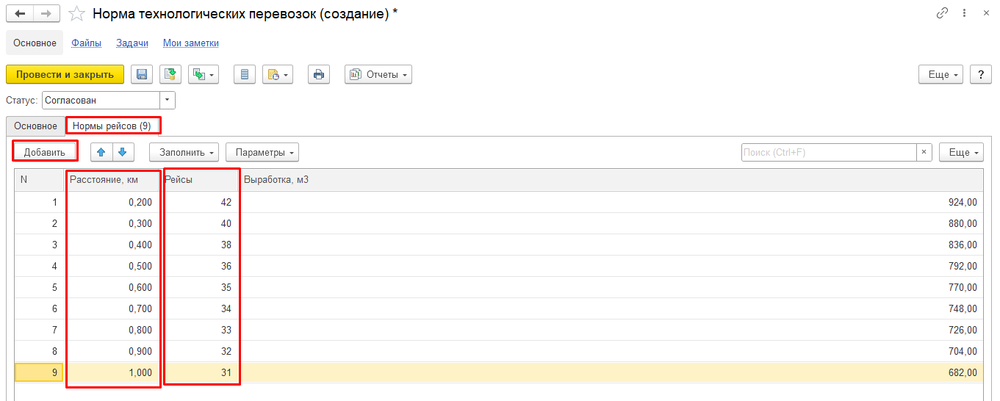 Норма технологических перевозок (создание) *
Основное Файлы Задачи Мои заметки
Провести и закрыть Отчеты Еще ?
Статус: Согласован
Основное Нормы рейсов (9)
Добавить Заполнить Параметры Поиск (Ctrl+F) × Еще
N Расстояние, км Рейсы Выработка, м3
1 0,200 42 924,00
2 0,300 40 880,00
3 0,400 38 836,00
4 0,500 36 792,00
5 0,600 35 770,00
6 0,700 34 748,00
7 0,800 33 726,00
8 0,900 32 704,00
9 1,000 31 682,00